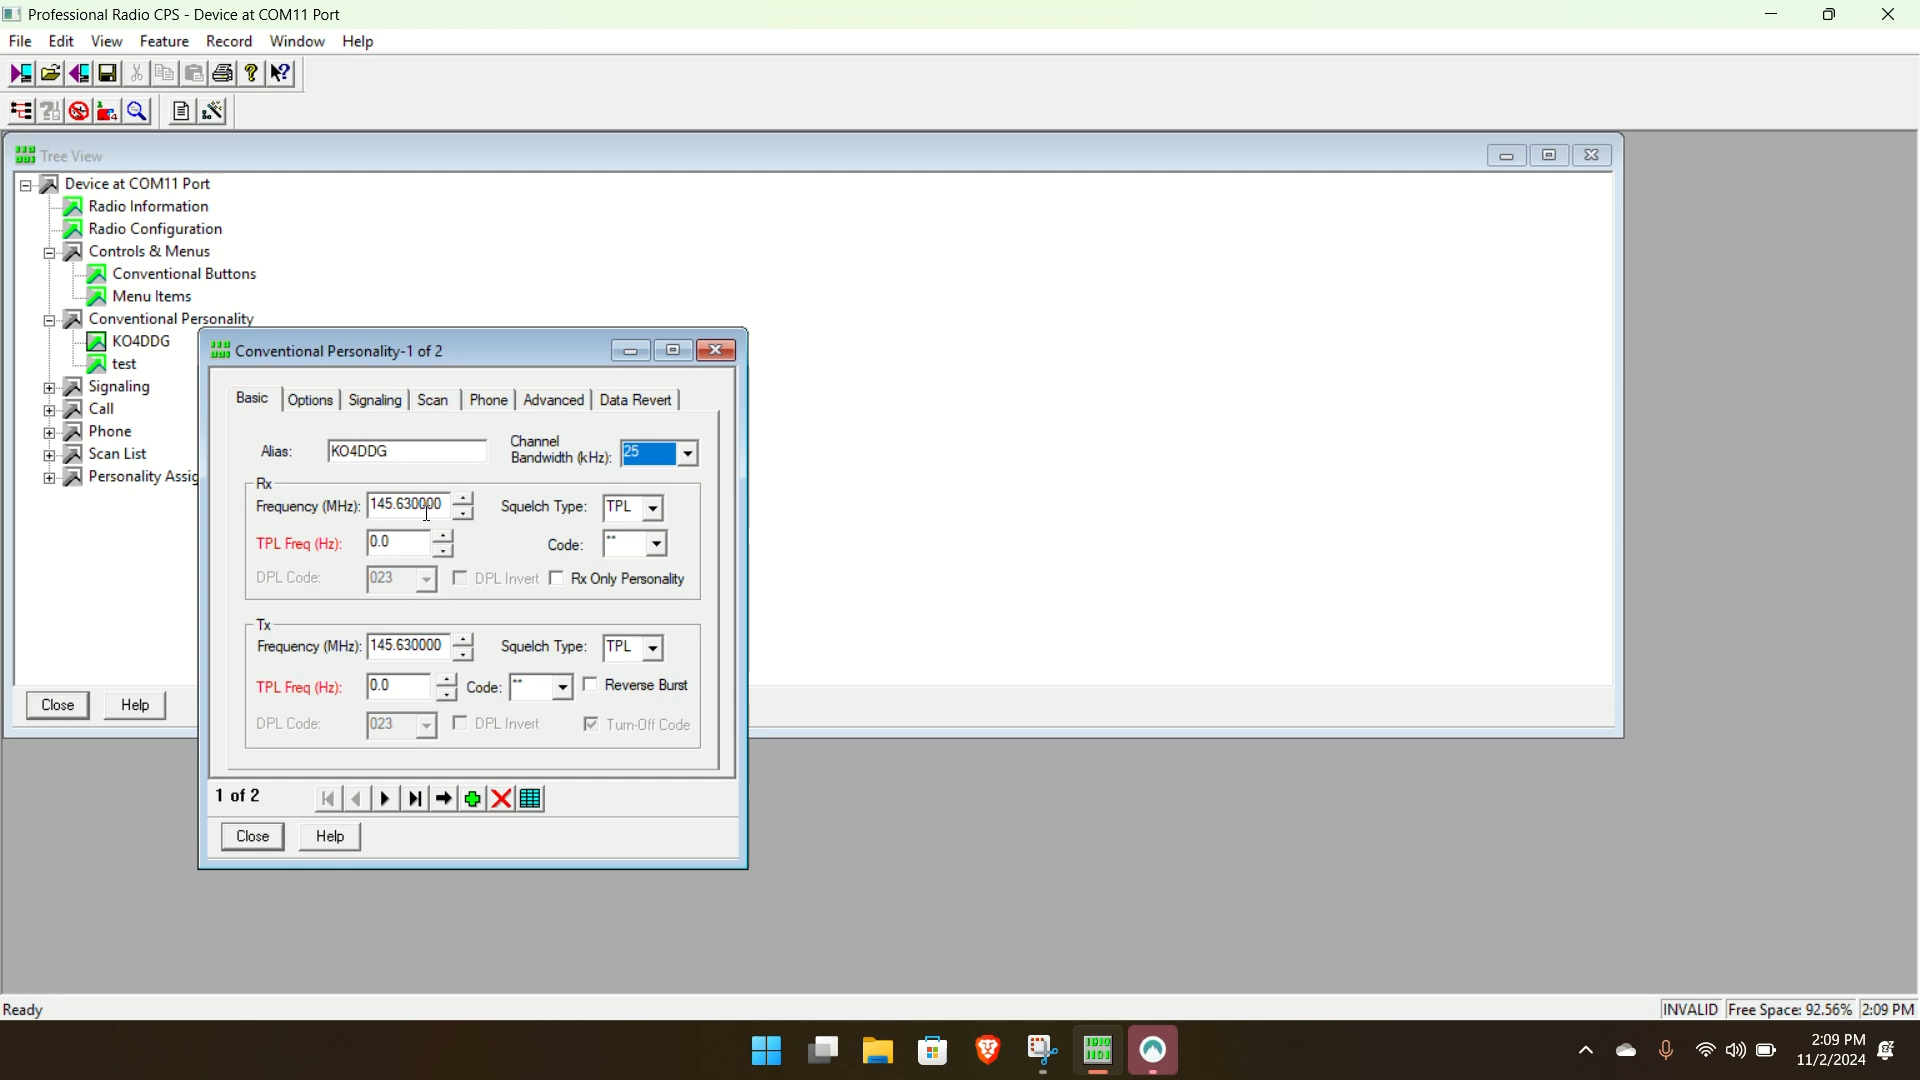 Professional Radio CPS - Device at COM11 Port
File Edit View Feature Record Window Help
Tree View
Device at COM11 Port
Radio Information
Radio Configuration
Controls & Menus
Conventional Buttons
Menu Items
Conventional Personality
KO4DDG
test
Signaling
Call
Phone
Scan List
Personality Assig
Close Help
Conventional Personality-1 of 2
Basic Options Signaling Scan Phone Advanced Data Revert
Alias: KO4DDG Channel Bandwidth (kHz): 25
Rx
Frequency (MHz): 145.630000 Squelch Type: TPL
TPL Freq (Hz): 0.0 Code: **
DPL Code: 023 DPL Invert Rx Only Personality
Tx
Frequency (MHz): 145.630000 Squelch Type: TPL
TPL Freq (Hz): 0.0 Code: ** Reverse Burst
DPL Code: 023 DPL Invert Turn-Off Code
1 of 2
Close Help
Ready INVALID Free Space: 92.56% 2:09 PM
2:09 PM
11/2/2024